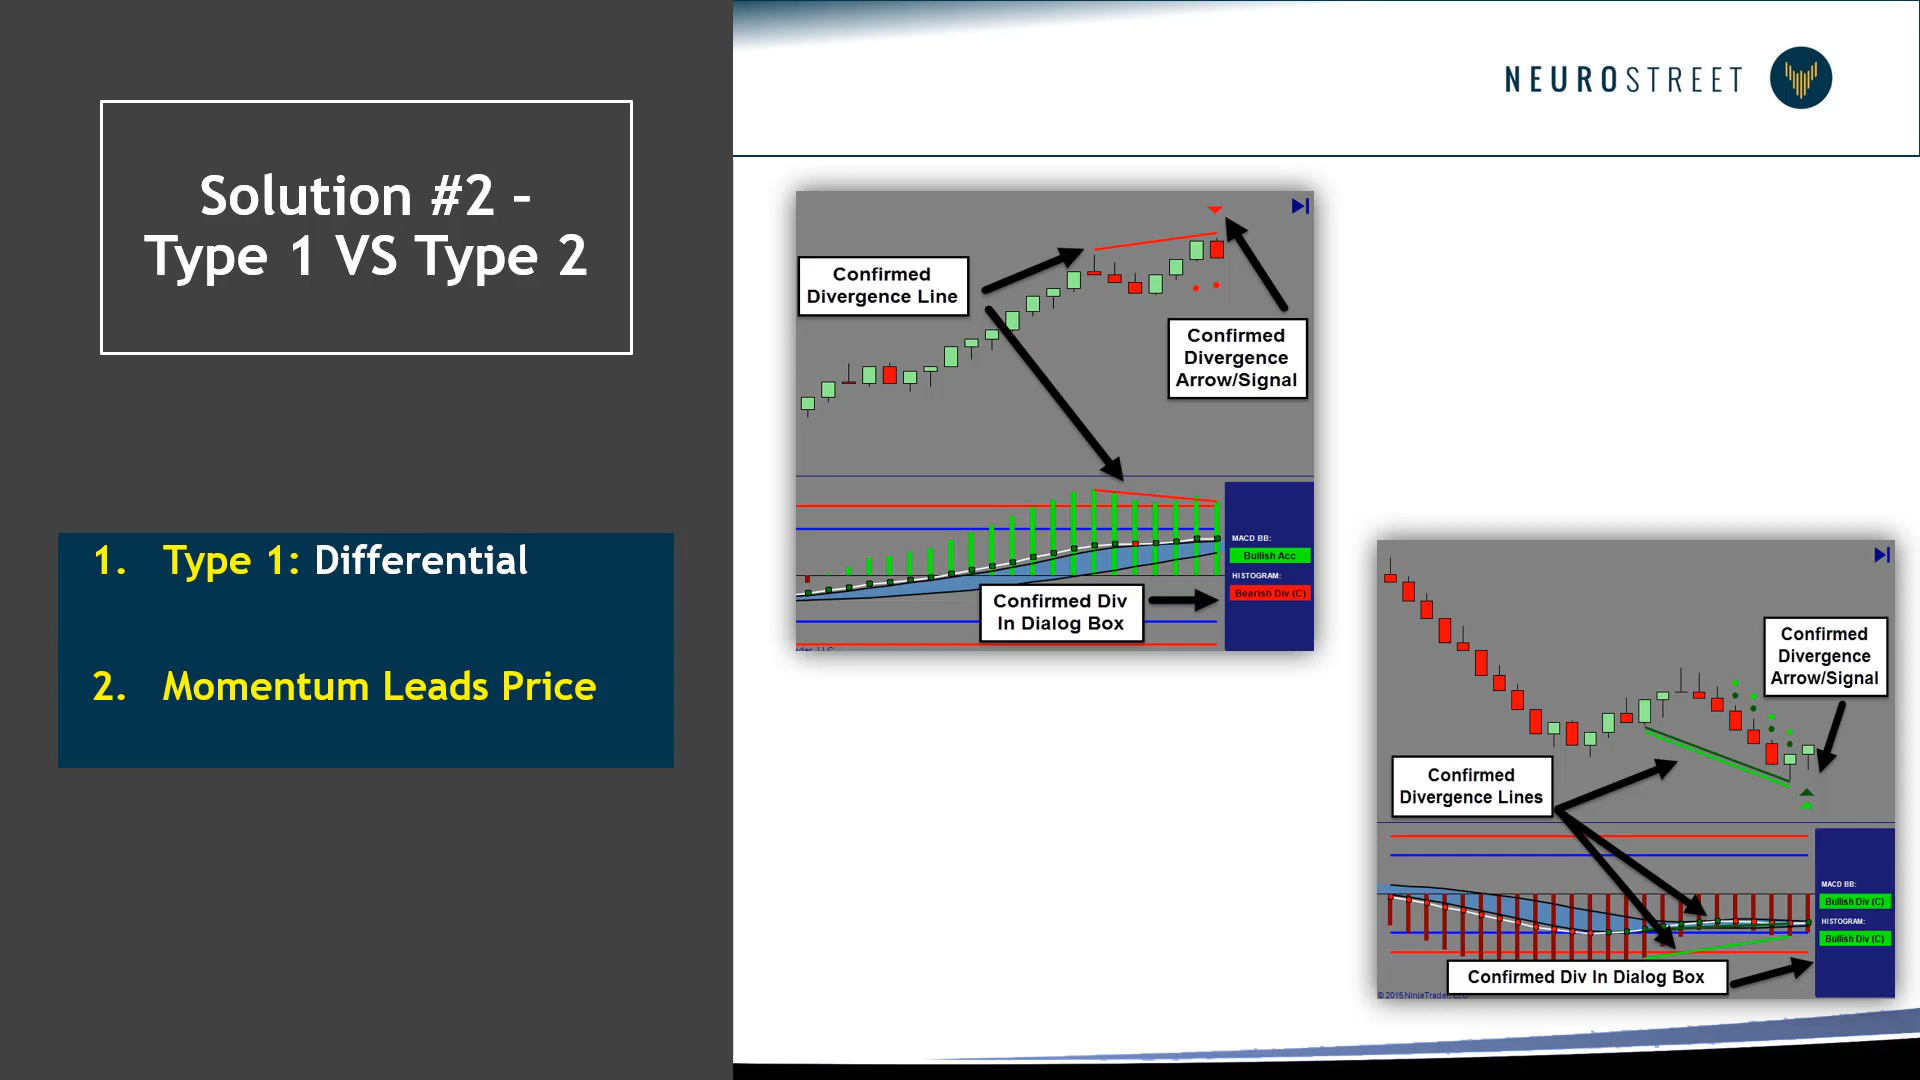 Solution #2 –
Type 1 VS Type 2
1. Type 1: Differential
2. Momentum Leads Price
NEUROSTREET
Confirmed
Divergence Line
Confirmed
Divergence
Arrow/Signal
MACD BB:
Bullish Acc
HISTOGRAM:
Bearish Div (C)
Confirmed Div
In Dialog Box
Confirmed
Divergence
Arrow/Signal
Confirmed
Divergence Lines
MACD BB:
Bullish Div (C)
HISTOGRAM:
Bullish Div (C)
Confirmed Div In Dialog Box
© 2015 NinjaTrader, LLC